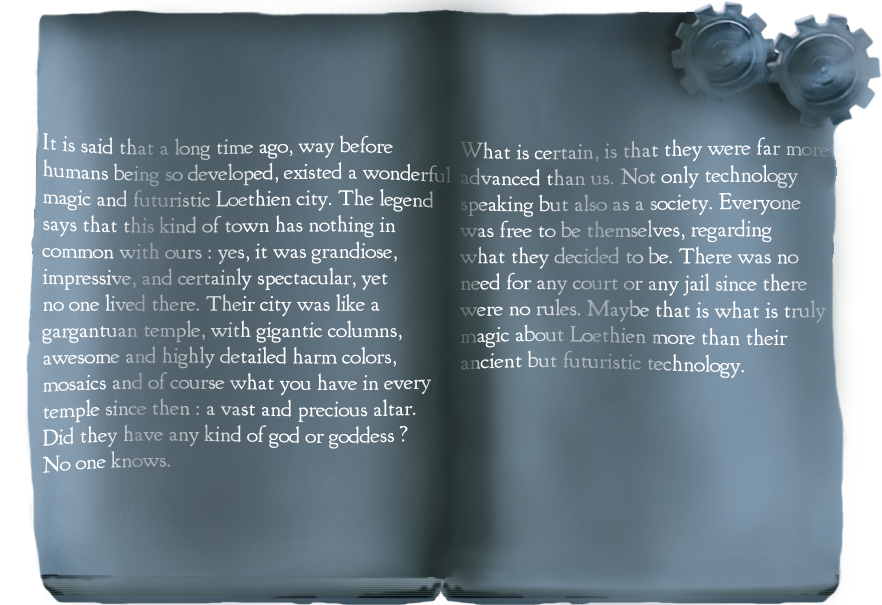 It is said that a long time ago, way before
humans being so developed, existed a wonderful
magic and futuristic Loethien city. The legend
says that this kind of town has nothing in
common with ours : yes, it was grandiose,
impressive, and certainly spectacular, yet
no one lived there. Their city was like a
gargantuan temple, with gigantic columns,
awesome and highly detailed harm colors,
mosaics and of course what you have in every
temple since then : a vast and precious altar.
Did they have any kind of god or goddess ?
No one knows.
What is certain, is that they were far more
advanced than us. Not only technology
speaking but also as a society. Everyone
was free to be themselves, regarding
what they decided to be. There was no
need for any court or any jail since there
were no rules. Maybe that is what is truly
magic about Loethien more than their
ancient but futuristic technology.